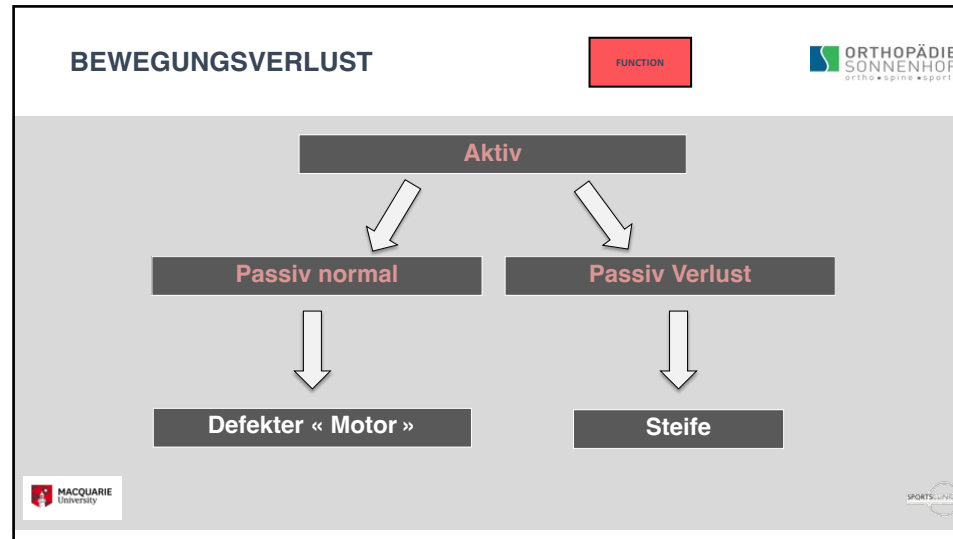 BEWEGUNGSVERLUST
FUNCTION
ORTHOPÄDIE
SONNENHOF
ortho spine sport
Aktiv
Passiv normal
Passiv Verlust
Defekter « Motor »
Steife
MACQUARIE
University